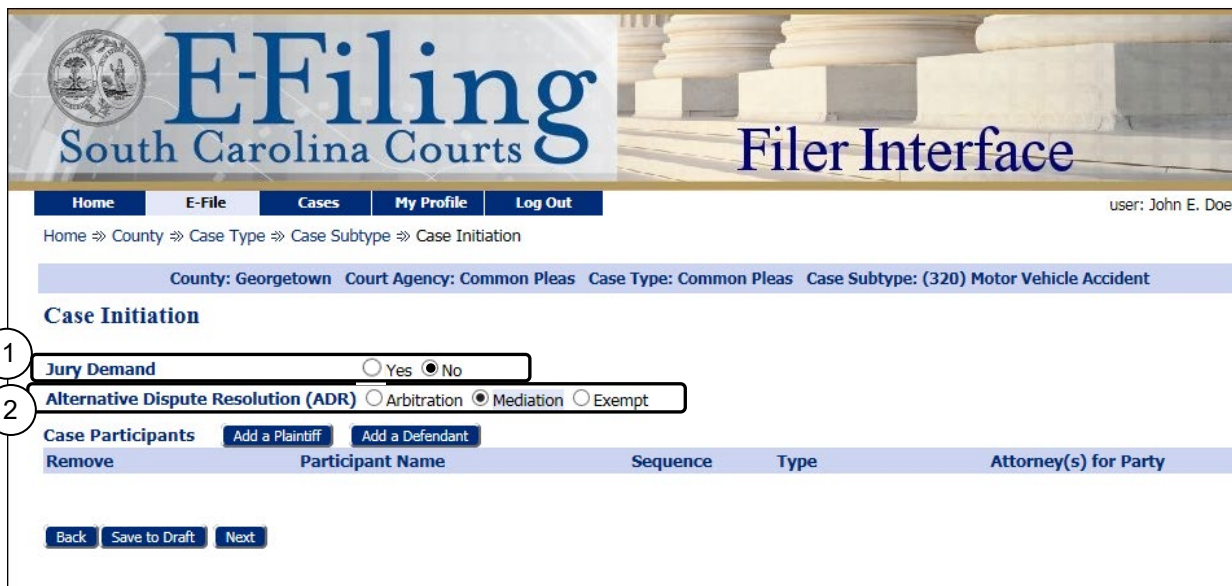 E-Filing
South Carolina Courts
Filer Interface
Home E-File Cases My Profile Log Out user: John E. Doe
Home ⇒ County ⇒ Case Type ⇒ Case Subtype ⇒ Case Initiation
County: Georgetown Court Agency: Common Pleas Case Type: Common Pleas Case Subtype: (320) Motor Vehicle Accident
Case Initiation
1
Jury Demand Yes No
2
Alternative Dispute Resolution (ADR) Arbitration Mediation Exempt
Case Participants Add a Plaintiff Add a Defendant
Remove Participant Name Sequence Type Attorney(s) for Party
Back Save to Draft Next